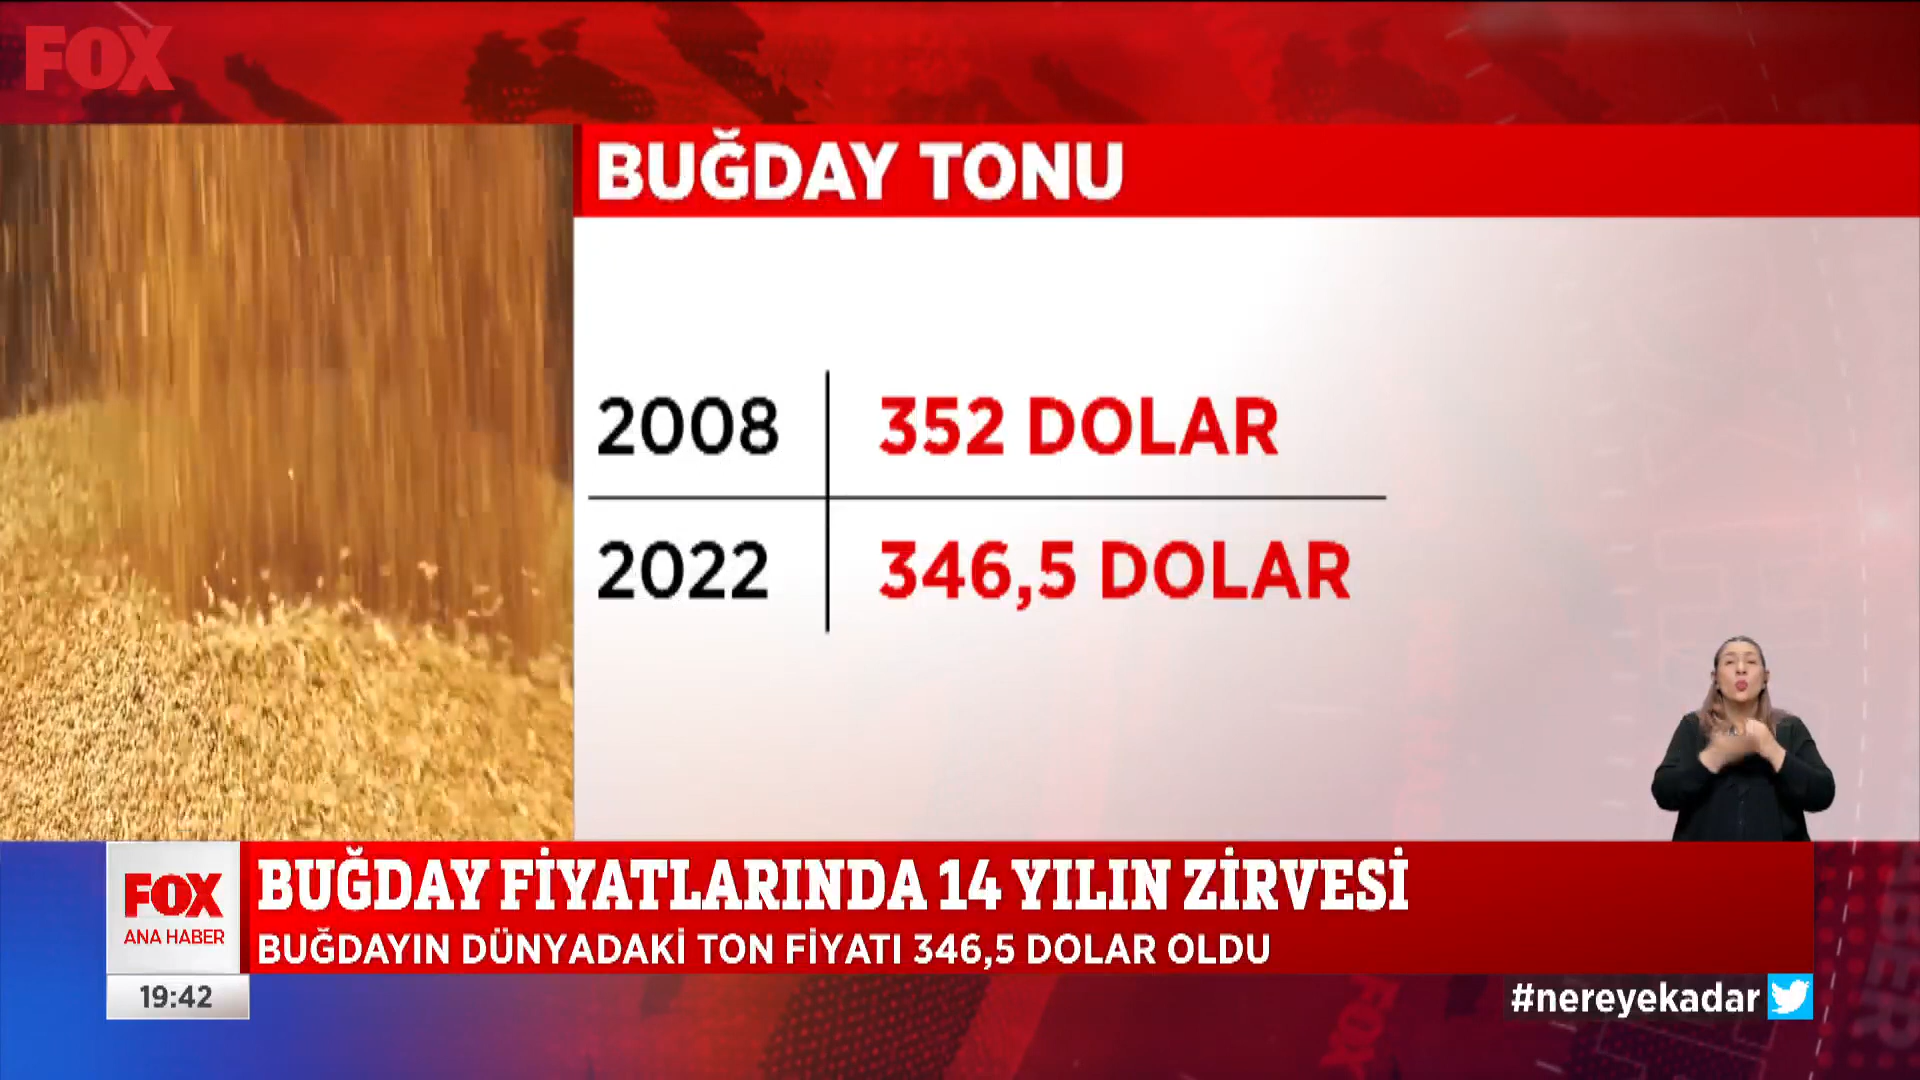 FOX
BUĞDAY TONU
2008 352 DOLAR
2022 346,5 DOLAR
FOX
ANA HABER
BUĞDAY FİYATLARINDA 14 YILIN ZİRVESİ
BUĞDAYIN DÜNYADAKİ TON FİYATI 346,5 DOLAR OLDU
19:42
#nereyekadar